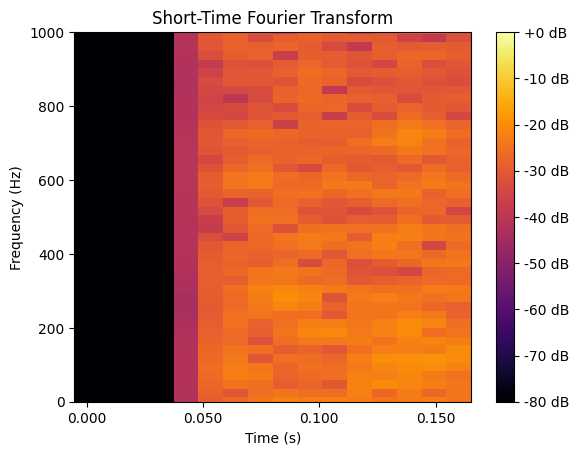 Short-Time Fourier Transform
1000
800
600
400
200
0
Frequency (Hz)
0.000
0.050
0.100
0.150
Time (s)
+0 dB
-10 dB
-20 dB
-30 dB
-40 dB
-50 dB
-60 dB
-70 dB
-80 dB